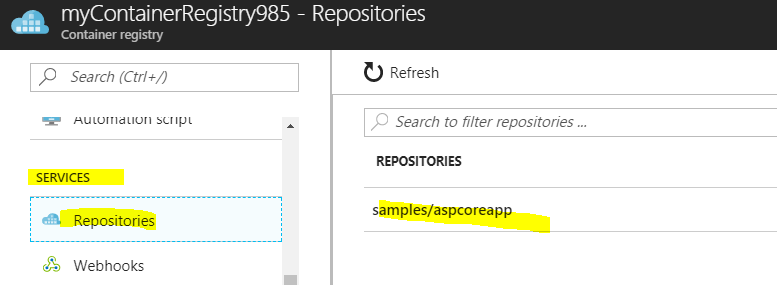 myContainerRegistry985 - Repositories
Container registry
Search (Ctrl+/)
Automation script
SERVICES
Repositories
Webhooks
Refresh
Search to filter repositories ...
REPOSITORIES
samples/aspcoreapp